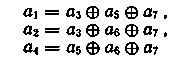 a₁ = a₃ ⊕ a₅ ⊕ a₇ ,
a₂ = a₃ ⊕ a₆ ⊕ a₇ ,
a₄ = a₅ ⊕ a₆ ⊕ a₇